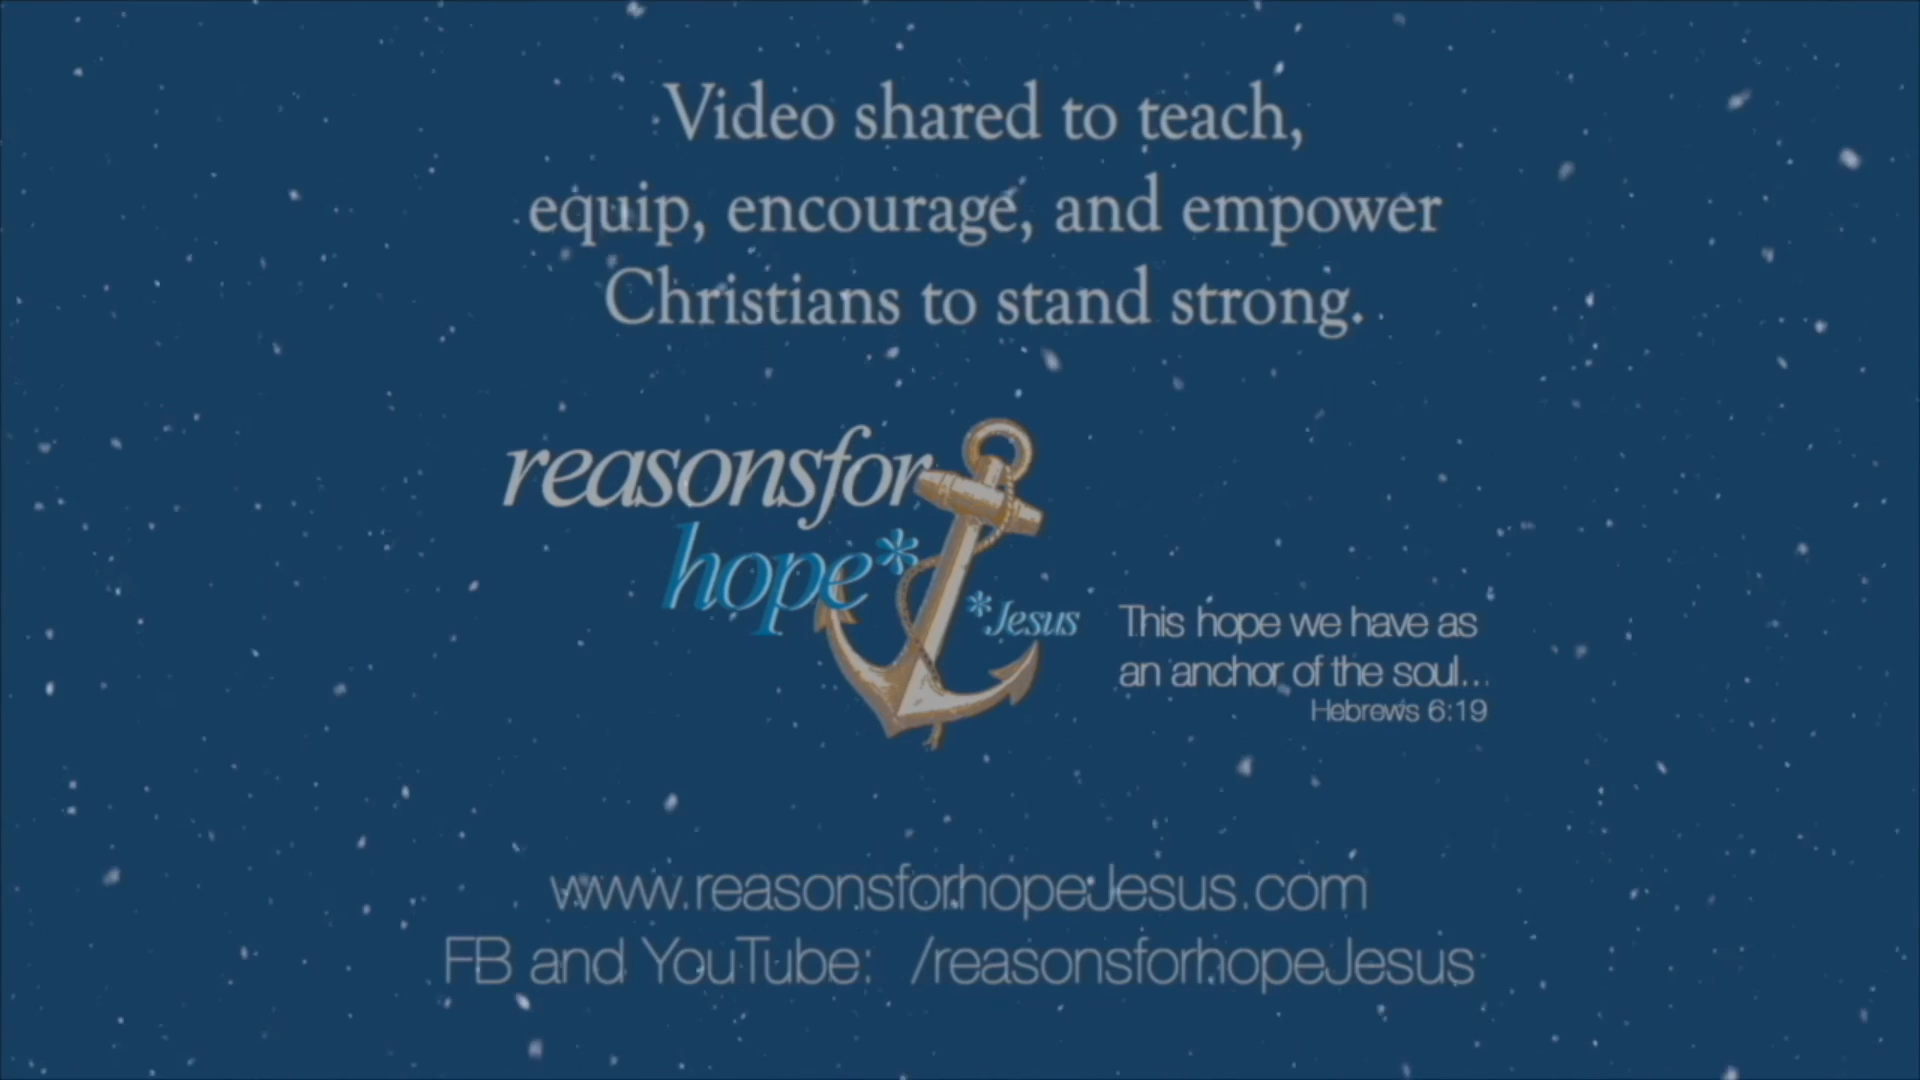 Video shared to teach,
equip, encourage, and empower
Christians to stand strong.
reasonsfor
hope*
*Jesus
This hope we have as
an anchor of the soul...
Hebrews 6:19
www.reasonsforhopeJesus.com
FB and YouTube: /reasonsforhopeJesus